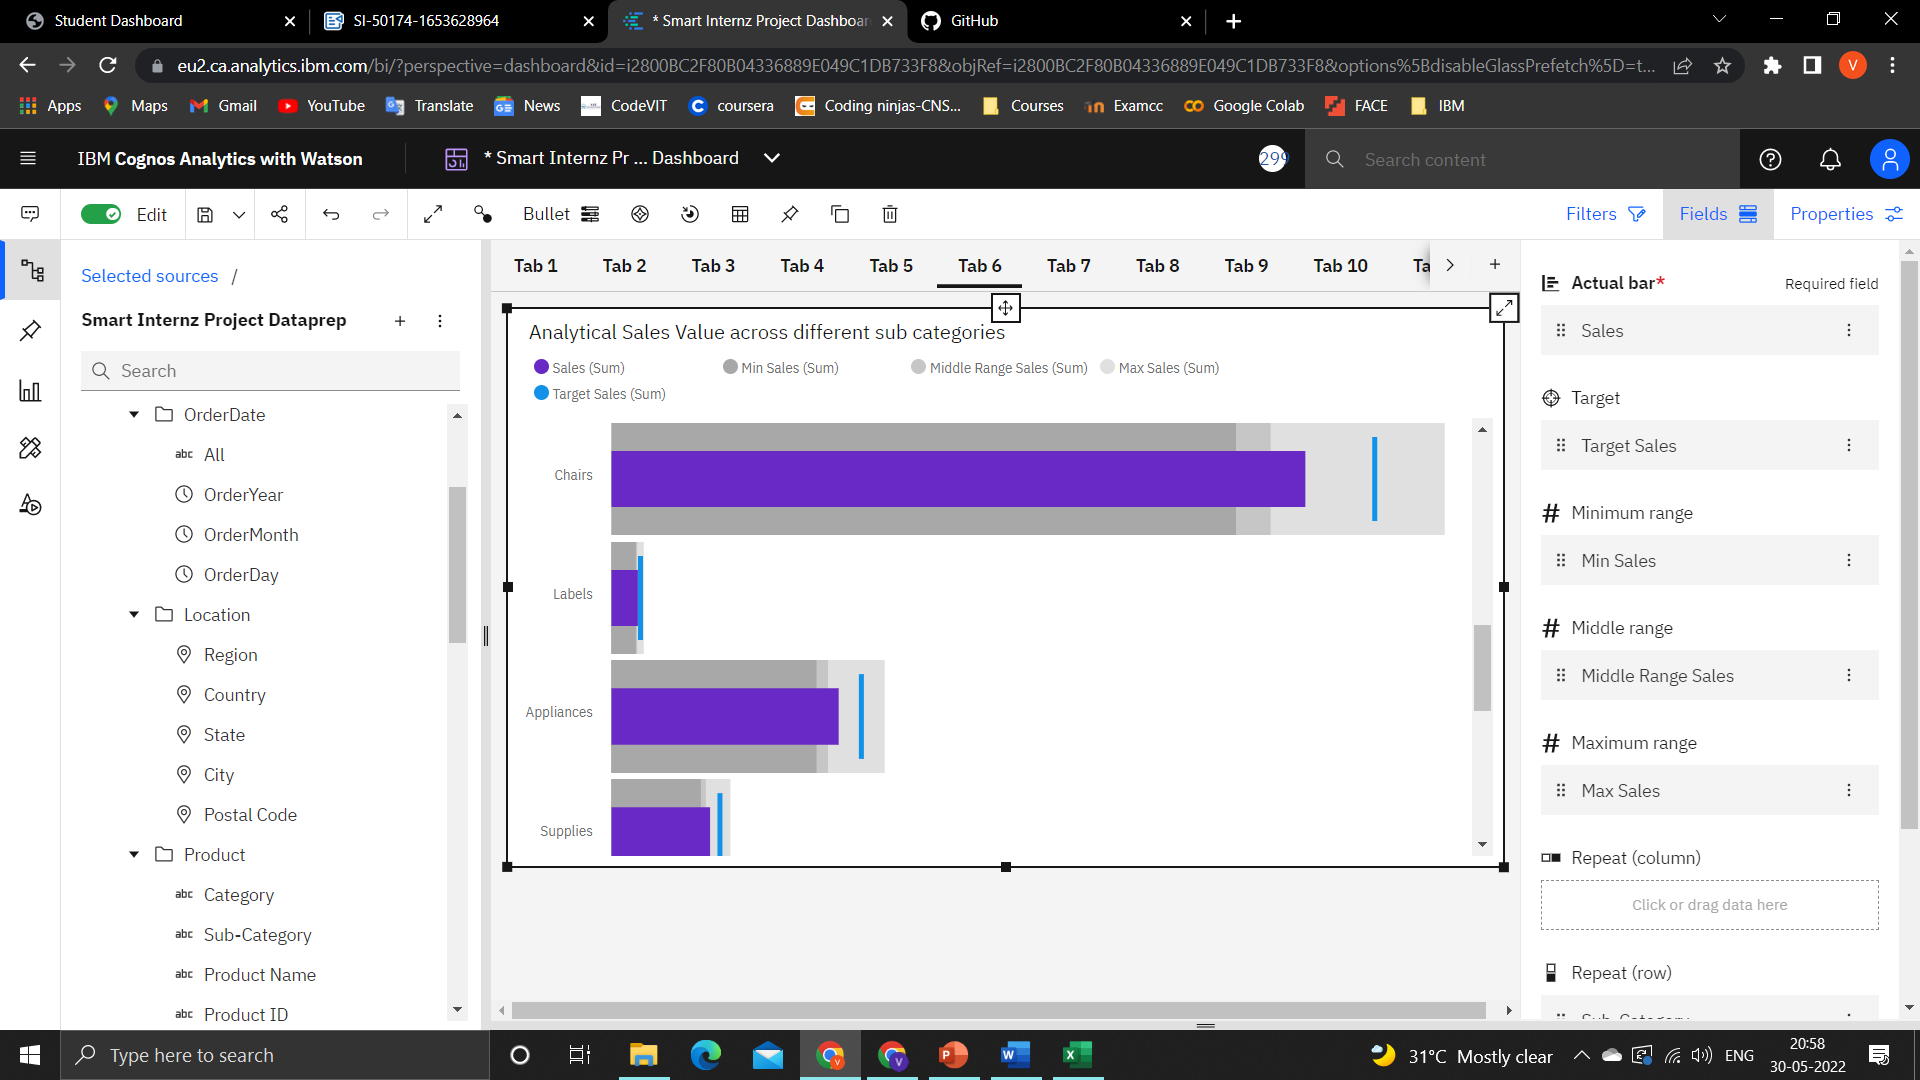 Student Dashboard
SI-50174-1653628964
* Smart Internz Project Dashboar
GitHub
eu2.ca.analytics.ibm.com/bi/?perspective=dashboard&id=i2800BC2F80B04336889E049C1DB733F8&objRef=i2800BC2F80B04336889E049C1DB733F8&options%5BdisableGlassPrefetch%5D=t...
V
Apps
Maps
Gmail
YouTube
Translate
News
CodeVIT
coursera
Coding ninjas-CNS...
Courses
Examcc
Google Colab
FACE
IBM
IBM Cognos Analytics with Watson
* Smart Internz Pr ... Dashboard
299
Search content
Edit
Bullet
Filters
Fields
Properties
Selected sources /
Smart Internz Project Dataprep
Search
OrderDate
abc All
OrderYear
OrderMonth
OrderDay
Location
Region
Country
State
City
Postal Code
Product
abc Category
abc Sub-Category
abc Product Name
abc Product ID
Tab 1
Tab 2
Tab 3
Tab 4
Tab 5
Tab 6
Tab 7
Tab 8
Tab 9
Tab 10
Ta
Analytical Sales Value across different sub categories
Sales (Sum)
Min Sales (Sum)
Middle Range Sales (Sum)
Max Sales (Sum)
Target Sales (Sum)
Chairs
Labels
Appliances
Supplies
Actual bar*
Required field
Sales
Target
Target Sales
Minimum range
Min Sales
Middle range
Middle Range Sales
Maximum range
Max Sales
Repeat (column)
Click or drag data here
Repeat (row)
Sub-Category
Type here to search
31°C Mostly clear
ENG
20:58
30-05-2022